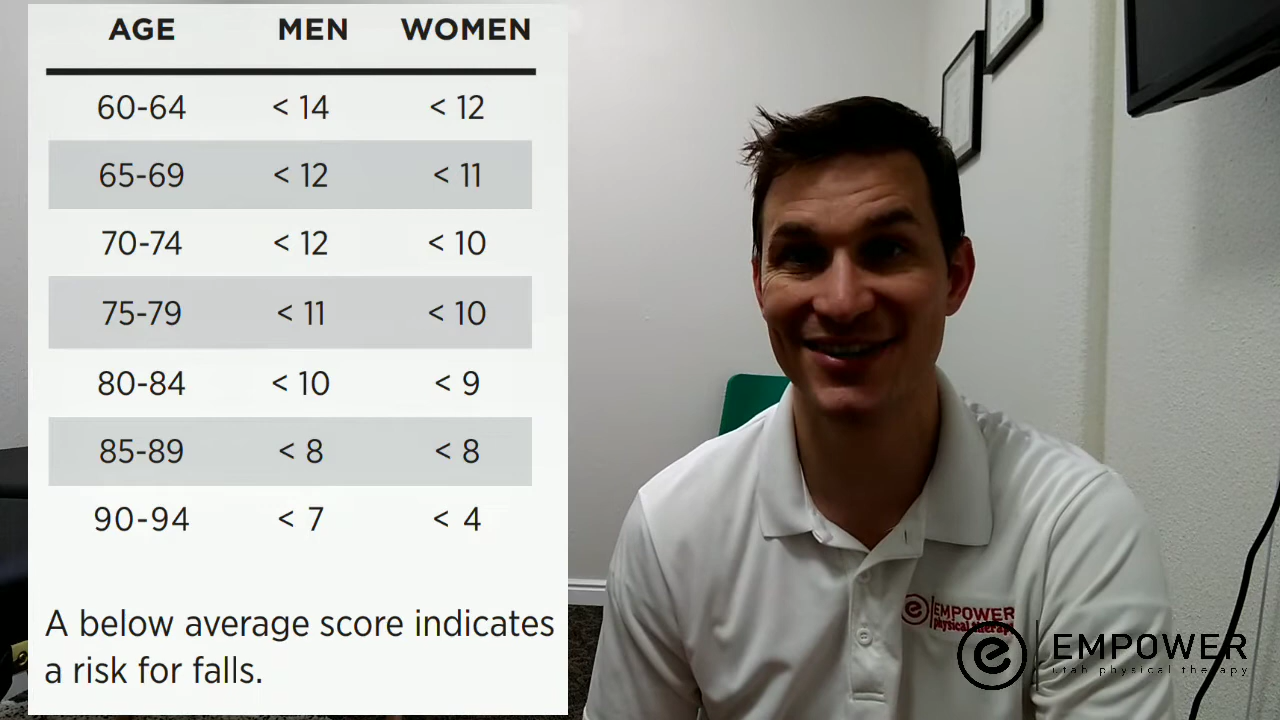 AGE MEN WOMEN
60-64 < 14 < 12
65-69 < 12 < 11
70-74 < 12 < 10
75-79 < 11 < 10
80-84 < 10 < 9
85-89 < 8 < 8
90-94 < 7 < 4
A below average score indicates
a risk for falls.
e EMPOWER
physical therapy
e EMPOWER
utah physical therapy